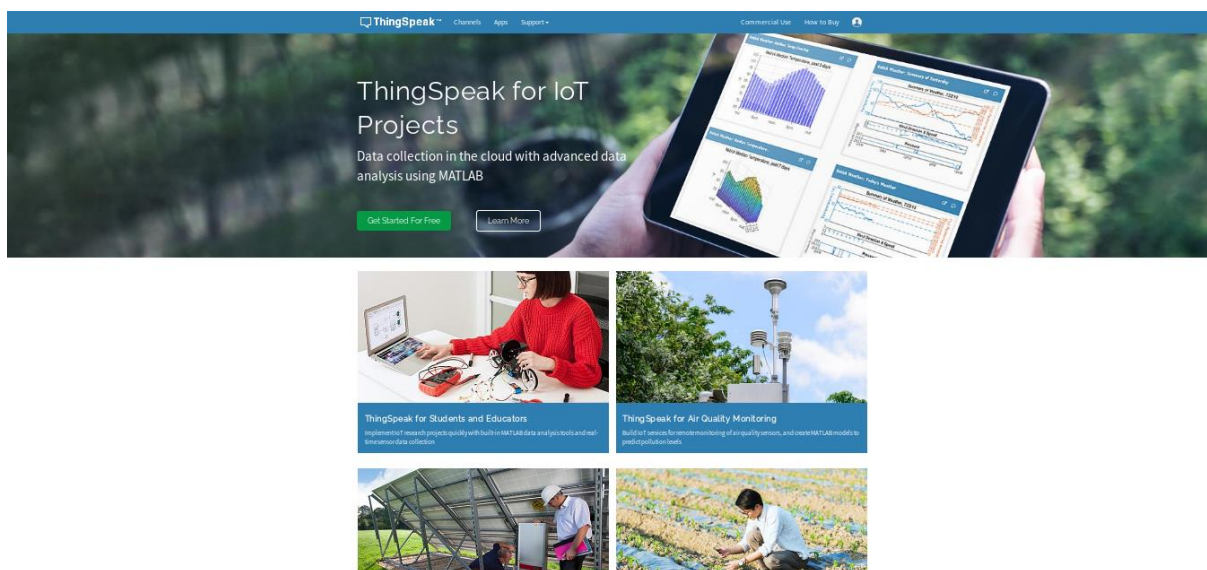 ThingSpeak™
Channels Apps Support
Commercial Use How to Buy
ThingSpeak for IoT
Projects
Data collection in the cloud with advanced data
analysis using MATLAB
Get Started For Free
Learn More
ThingSpeak for Students and Educators
Implement IoT research projects quickly with built-in MATLAB data analysis tools and real-
time sensor data collection
ThingSpeak for Air Quality Monitoring
Build IoT services for remote monitoring of air quality sensors, and create MATLAB models to
predict pollution levels